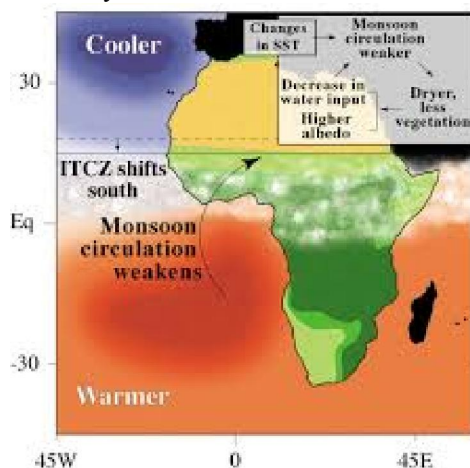 Cooler
Changes
in SST
Monsoon
circulation
weaker
Decrease in
water input
Higher
albedo
Dryer,
less
vegetation
30
ITCZ shifts
south
Eq
Monsoon
circulation
weakens
-30
Warmer
45W
0
45E